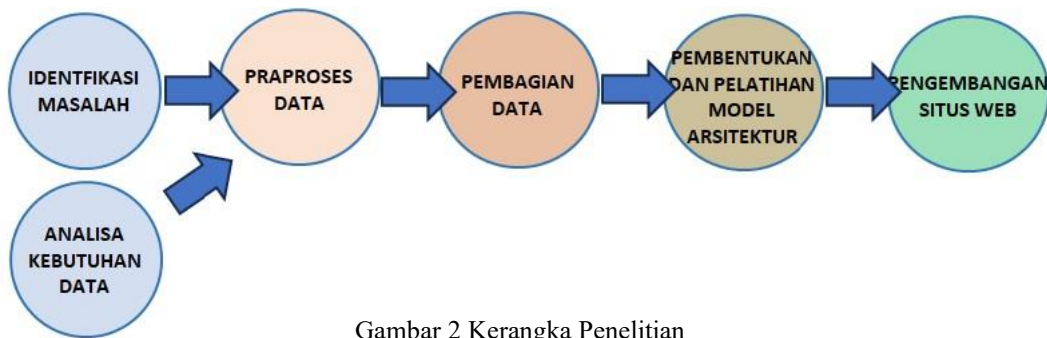 IDENTFIKASI
MASALAH
PRAPROSES
DATA
PEMBAGIAN
DATA
PEMBENTUKAN
DAN PELATIHAN
MODEL
ARSITEKTUR
PENGEMBANGAN
SITUS WEB
ANALISA
KEBUTUHAN
DATA
Gambar 2 Kerangka Penelitian